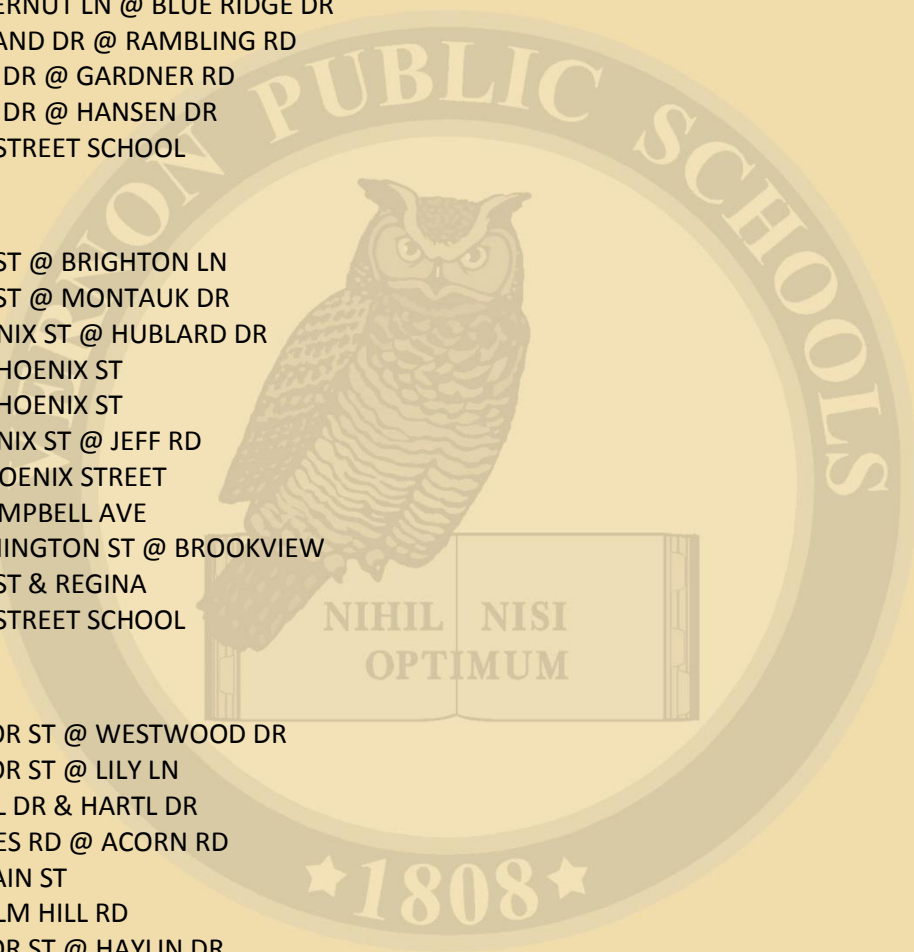 ERNUT LN @ BLUE RIDGE DR
AND DR @ RAMBLING RD
DR @ GARDNER RD
DR @ HANSEN DR
STREET SCHOOL
ST @ BRIGHTON LN
ST @ MONTAUK DR
NIX ST @ HUBLARD DR
HOENIX ST
HOENIX ST
NIX ST @ JEFF RD
OENIX STREET
MPBELL AVE
INGTON ST @ BROOKVIEW
ST & REGINA
STREET SCHOOL
OR ST @ WESTWOOD DR
OR ST @ LILY LN
L DR & HARTL DR
ES RD @ ACORN RD
AIN ST
LM HILL RD
OR ST @ HAYLIN DR
ERNON PUBLIC SCHOOLS
NIHIL NISI
OPTIMUM
1808